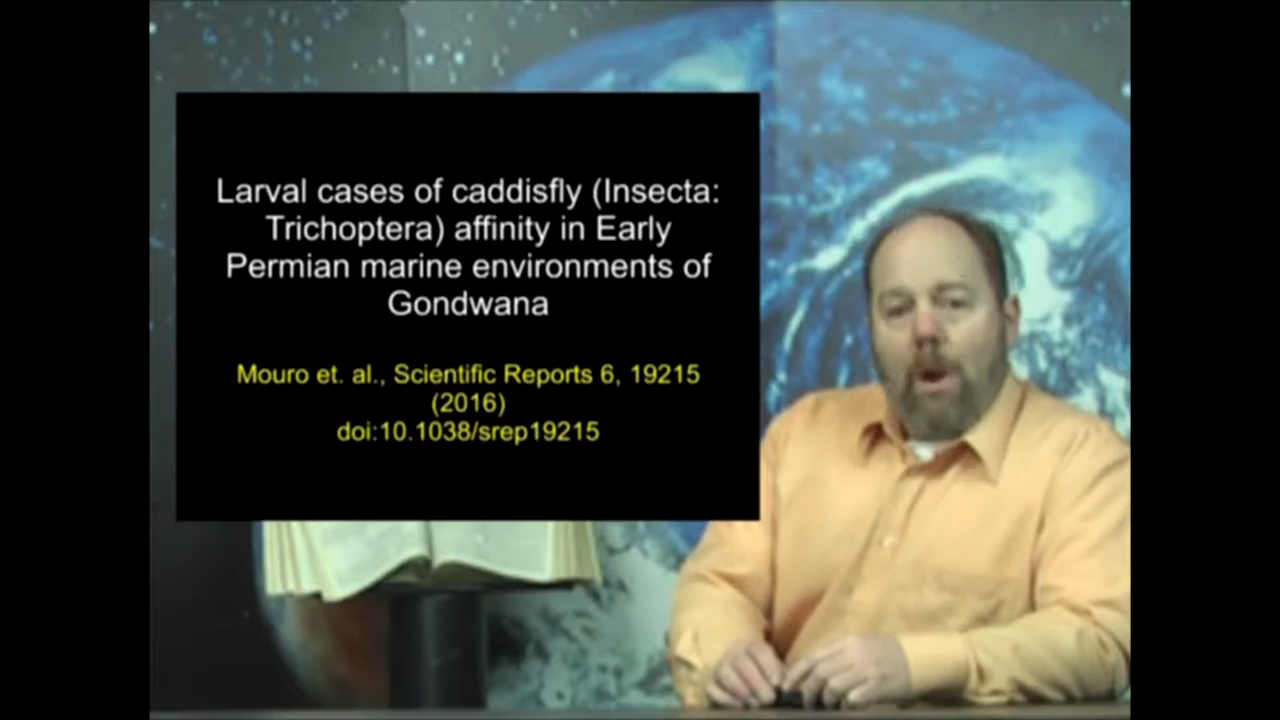 Larval cases of caddisfly (Insecta:
Trichoptera) affinity in Early
Permian marine environments of
Gondwana
Mouro et. al., Scientific Reports 6, 19215
(2016)
doi:10.1038/srep19215